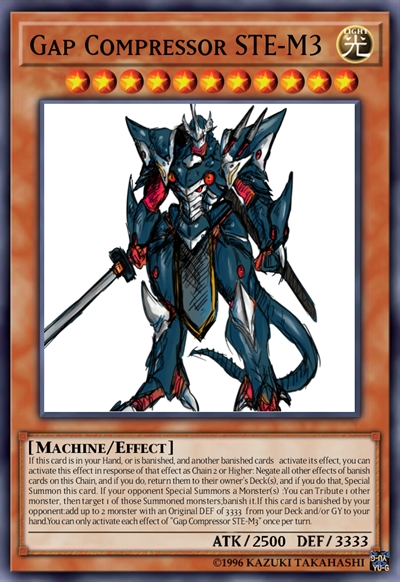 GAP COMPRESSOR STE-M3
LIGHT
光
[MACHINE/EFFECT]
If this card is in your Hand, or is banished, and another banished cards activate its effect, you can
activate this effect in response of that effect as Chain 2 or Higher: Negate all other effects of banish
cards on this Chain, and if you do, return them to their owner's Deck(s), and if you do that, Special
Summon this card. If your opponent Special Summons a Monster(s) :You can Tribute 1 other
monster, then target 1 of those Summoned monsters;banish it.If this card is banished by your
opponent:add up to 2 monster with an Original DEF of 3333 from your Deck and/or GY to your
hand.You can only activate each effect of "Gap Compressor STE-M3" once per turn.
ATK/2500 DEF/3333
©1996 KAZUKI TAKAHASHI